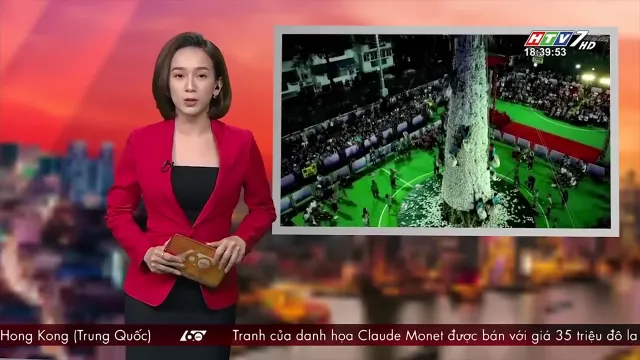 HTV7 HD
18:39:53
Hong Kong (Trung Quốc) 60 Tranh của danh họa Claude Monet được bán với giá 35 triệu đô la